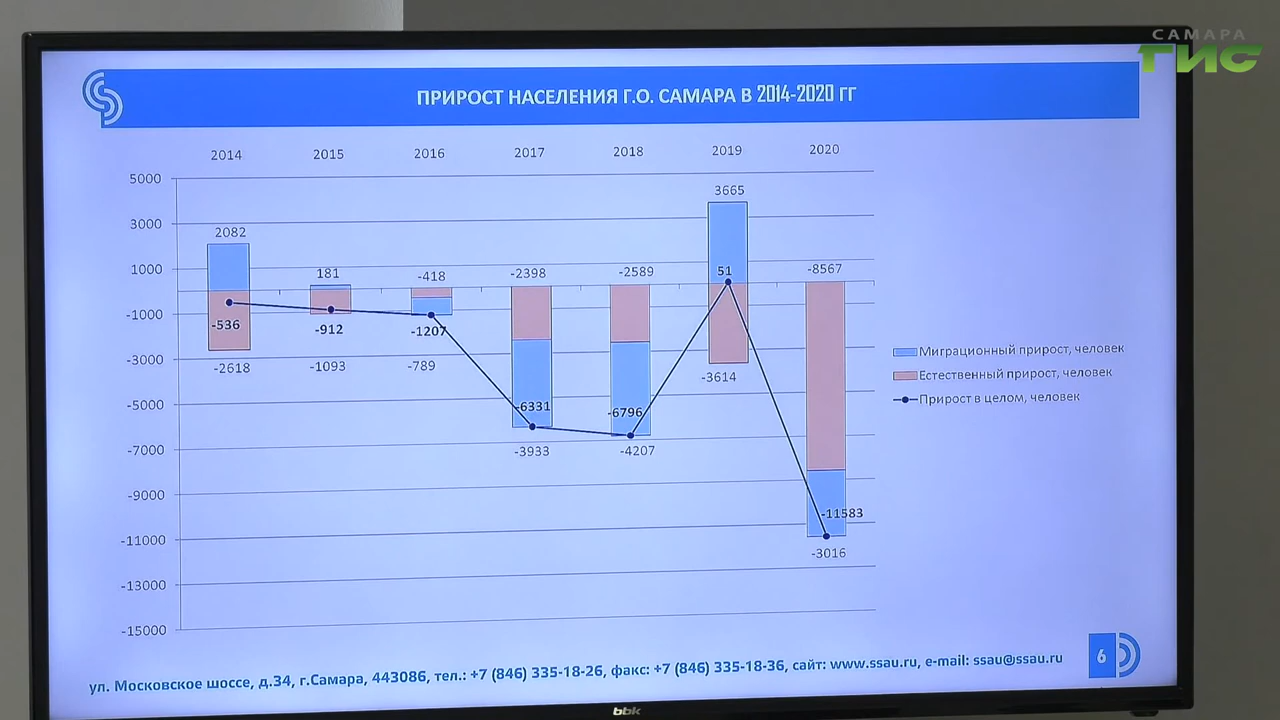 САМАРА
ГИС
ПРИРОСТ НАСЕЛЕНИЯ Г.О. САМАРА В 2014-2020 ГГ
2014 2015 2016 2017 2018 2019 2020
5000
3000
1000
-1000
-3000
-5000
-7000
-9000
-11000
-13000
-15000
2082 181 -418 -2398 -2589 3665 -8567
-536 -912 -1207 -6331 -6796 51 -11583
-2618 -1093 -789 -3933 -4207 -3614 -3016
Миграционный прирост, человек
Естественный прирост, человек
Прирост в целом, человек
ул. Московское шоссе, д.34, г.Самара, 443086, тел.: +7 (846) 335-18-26, факс: +7 (846) 335-18-36, сайт: www.ssau.ru, e-mail: ssau@ssau.ru
6
bbk